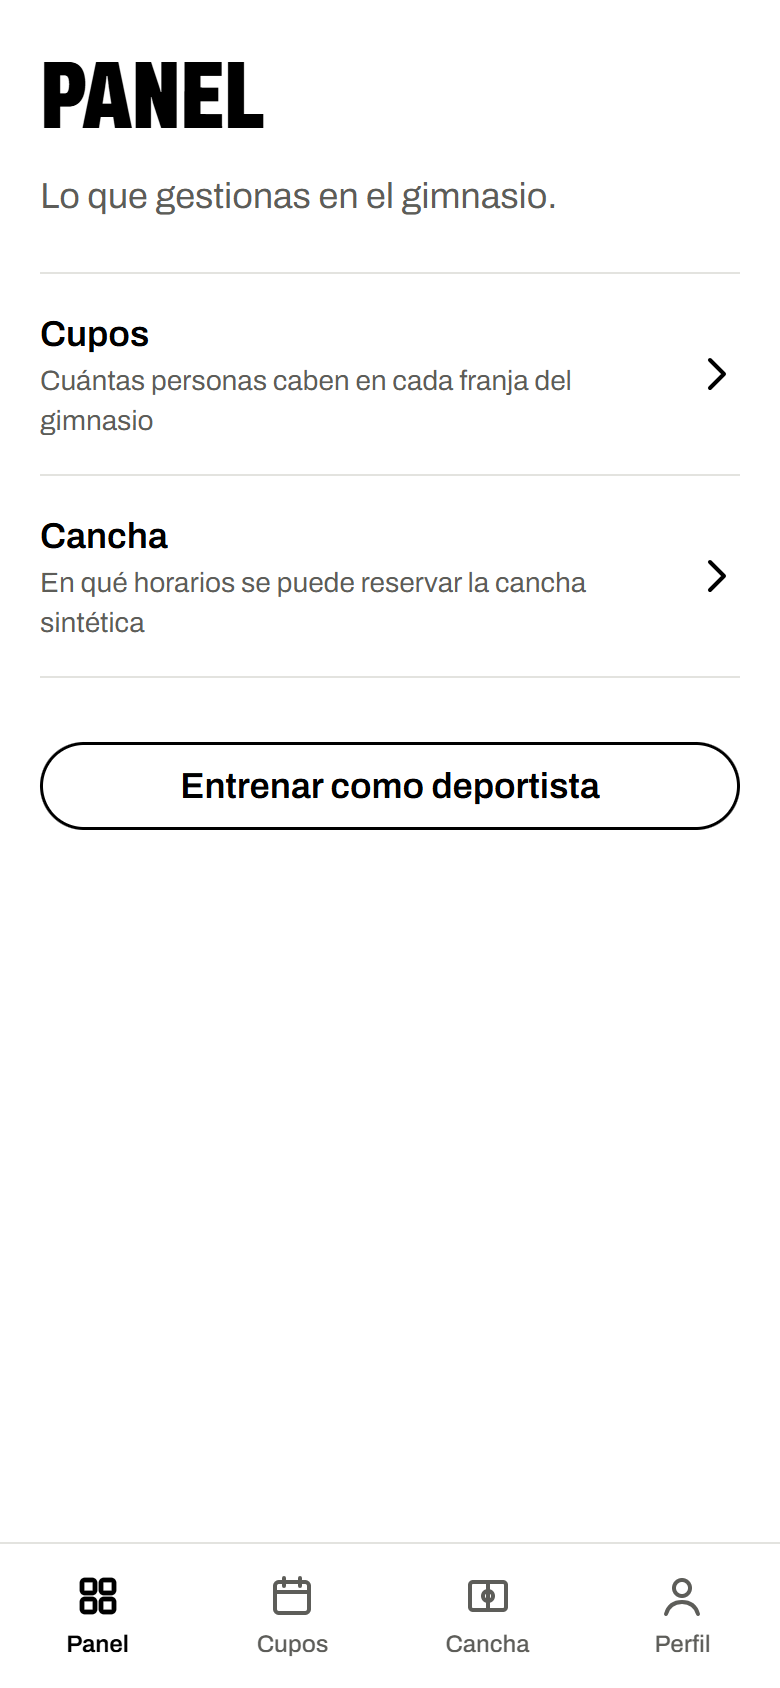 PANEL
Lo que gestionas en el gimnasio.
Cupos
Cuántas personas caben en cada franja del
gimnasio
Cancha
En qué horarios se puede reservar la cancha
sintética
Entrenar como deportista
Panel
Cupos
Cancha
Perfil